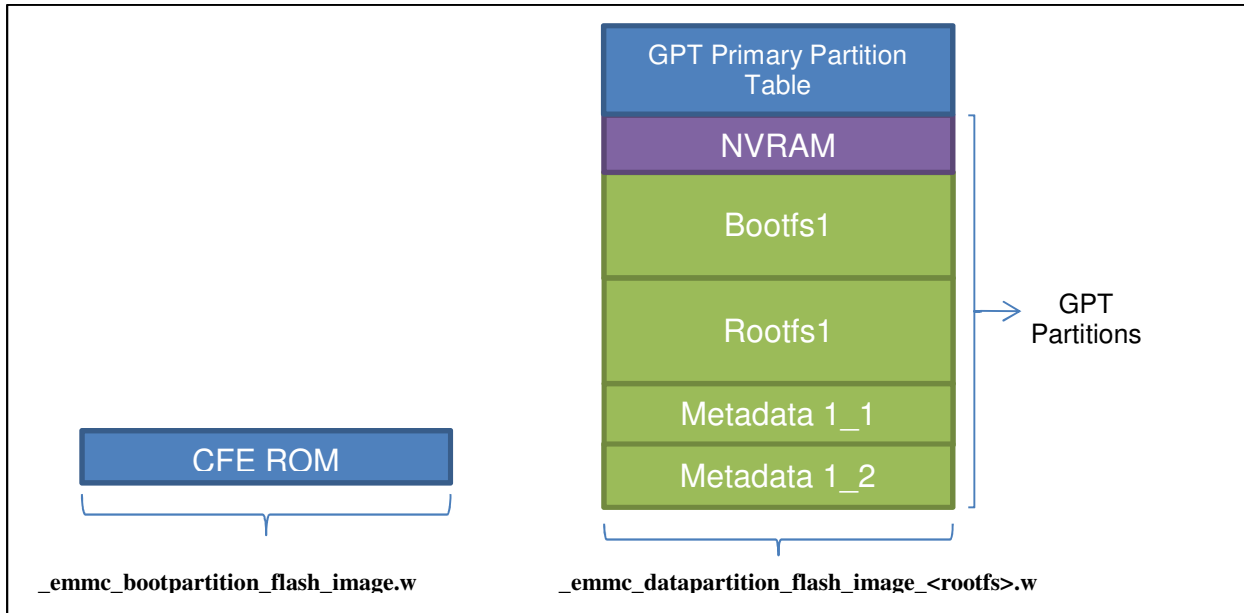 GPT Primary Partition
Table
NVRAM
Bootfs1
Rootfs1
GPT
Partitions
Metadata 1_1
CFE ROM
Metadata 1_2
_emmc_bootpartition_flash_image.w
_emmc_datapartition_flash_image_<rootfs>.w